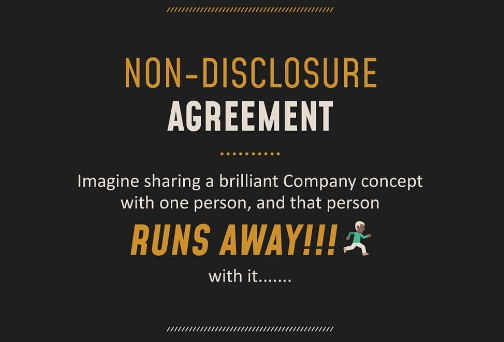 NON-DISCLOSURE
AGREEMENT
Imagine sharing a brilliant Company concept
with one person, and that person
RUNS AWAY!!!
with it.......